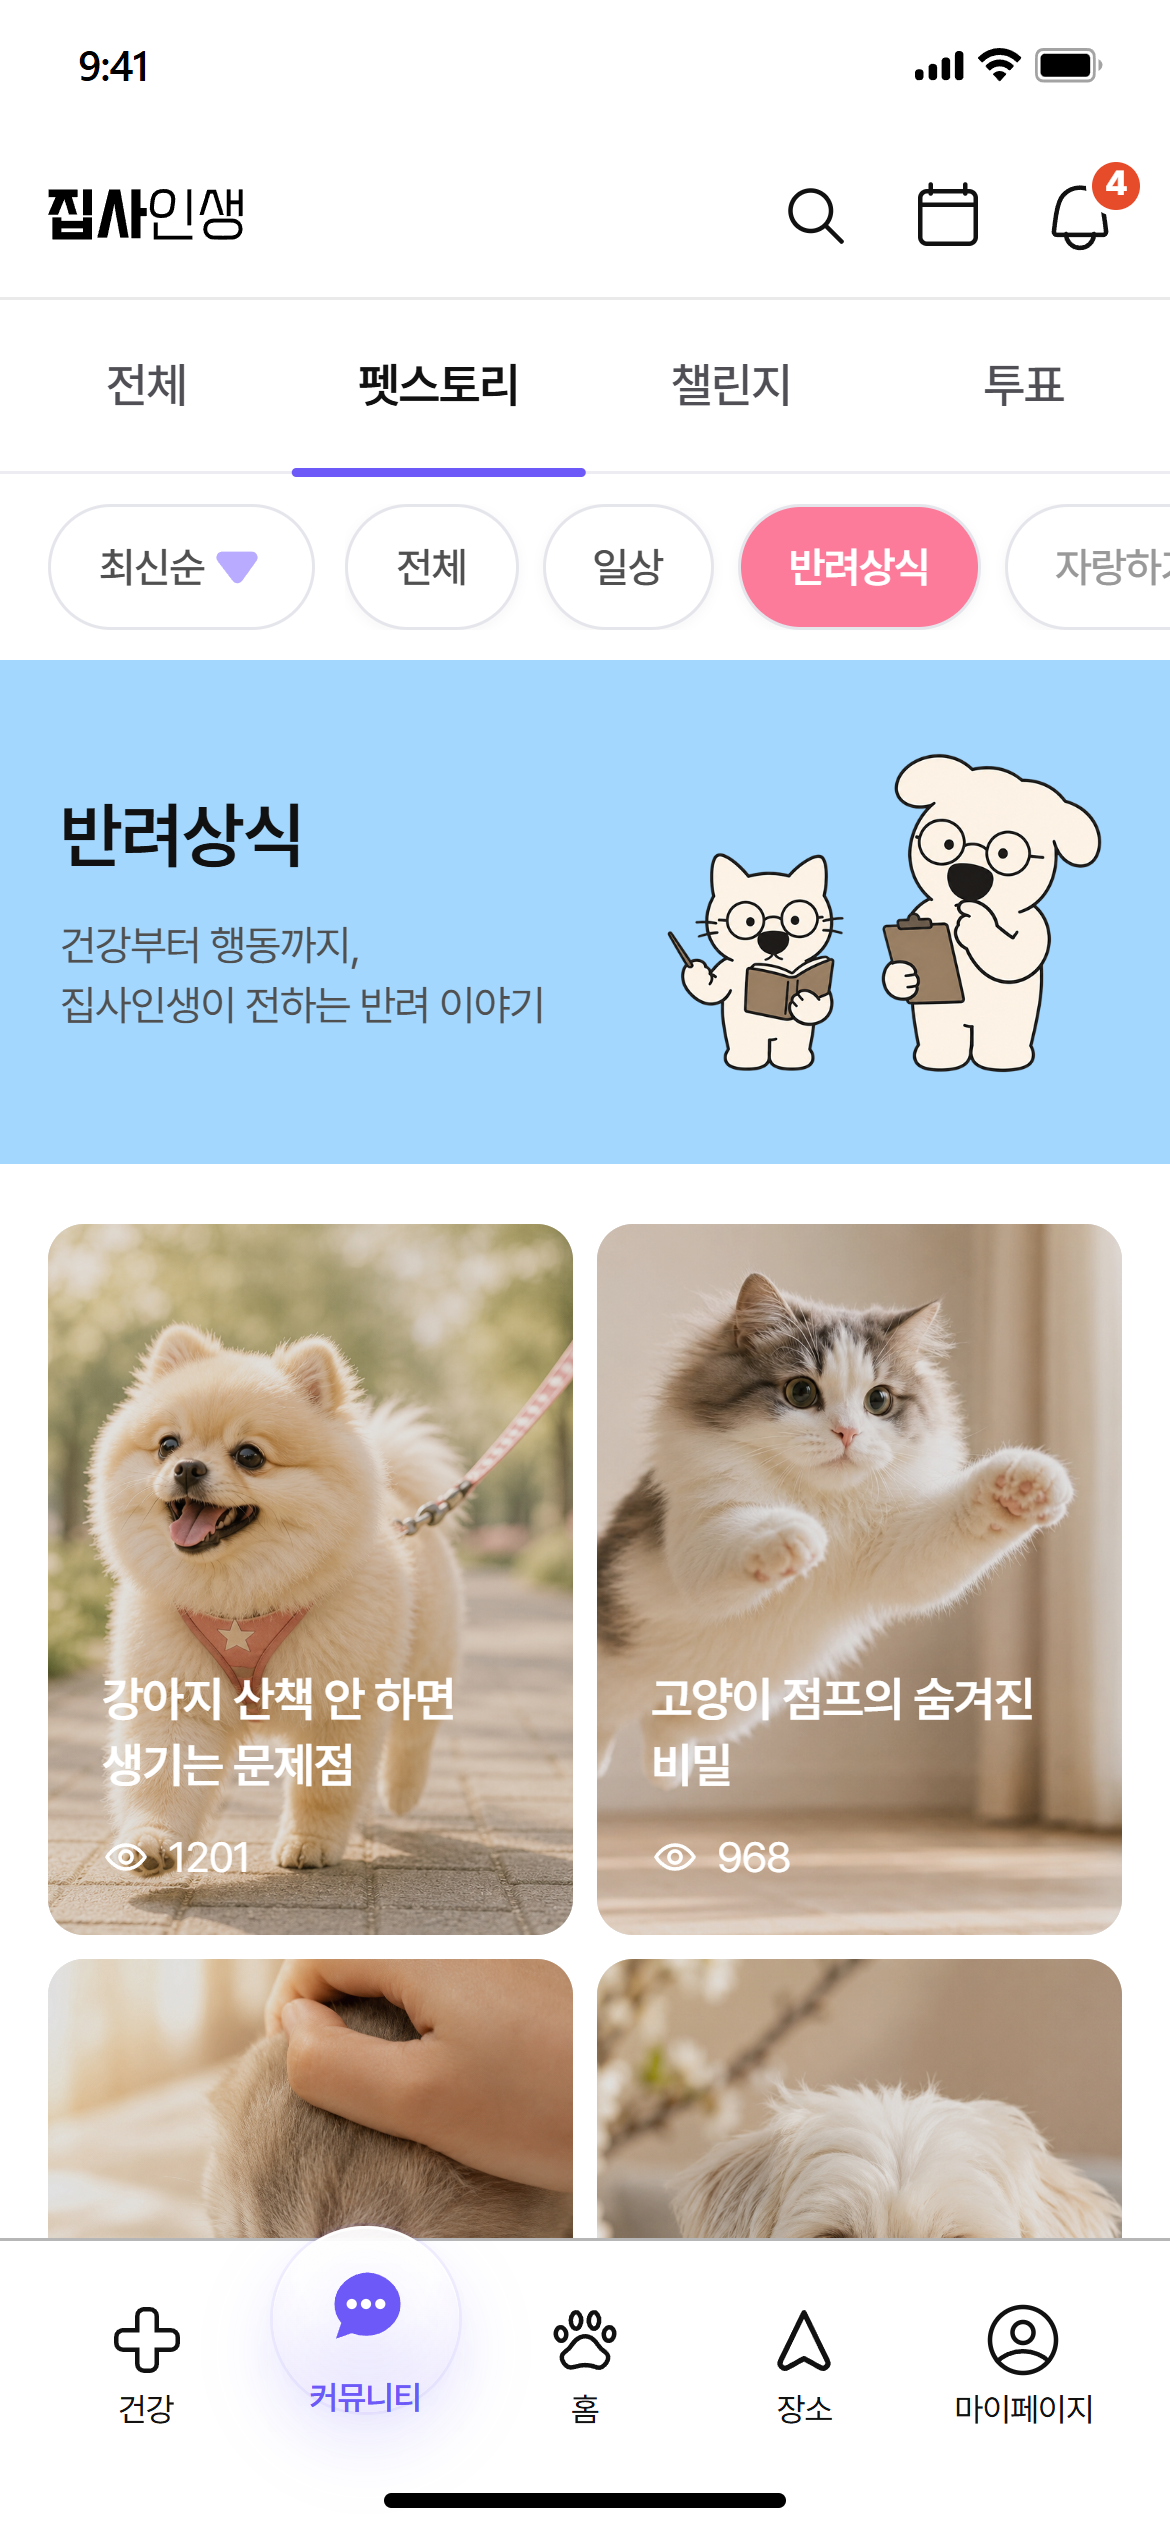 9:41
집사인생
4
전체
펫스토리
챌린지
투표
최신순
전체
일상
반려상식
자랑하
반려상식
건강부터 행동까지,
집사인생이 전하는 반려 이야기
강아지 산책 안 하면
생기는 문제점
1201
고양이 점프의 숨겨진
비밀
968
건강
커뮤니티
홈
장소
마이페이지